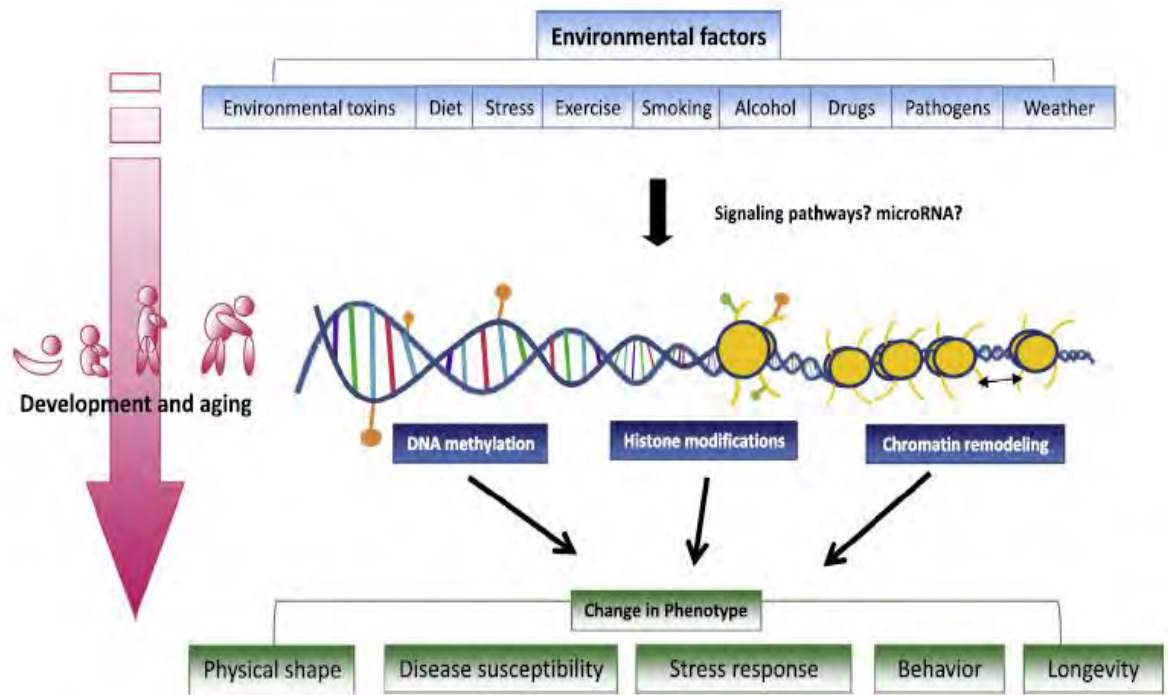 Environmental factors
Environmental toxins
Diet
Stress
Exercise
Smoking
Alcohol
Drugs
Pathogens
Weather
Signaling pathways? microRNA?
Development and aging
DNA methylation
Histone modifications
Chromatin remodeling
Change in Phenotype
Physical shape
Disease susceptibility
Stress response
Behavior
Longevity